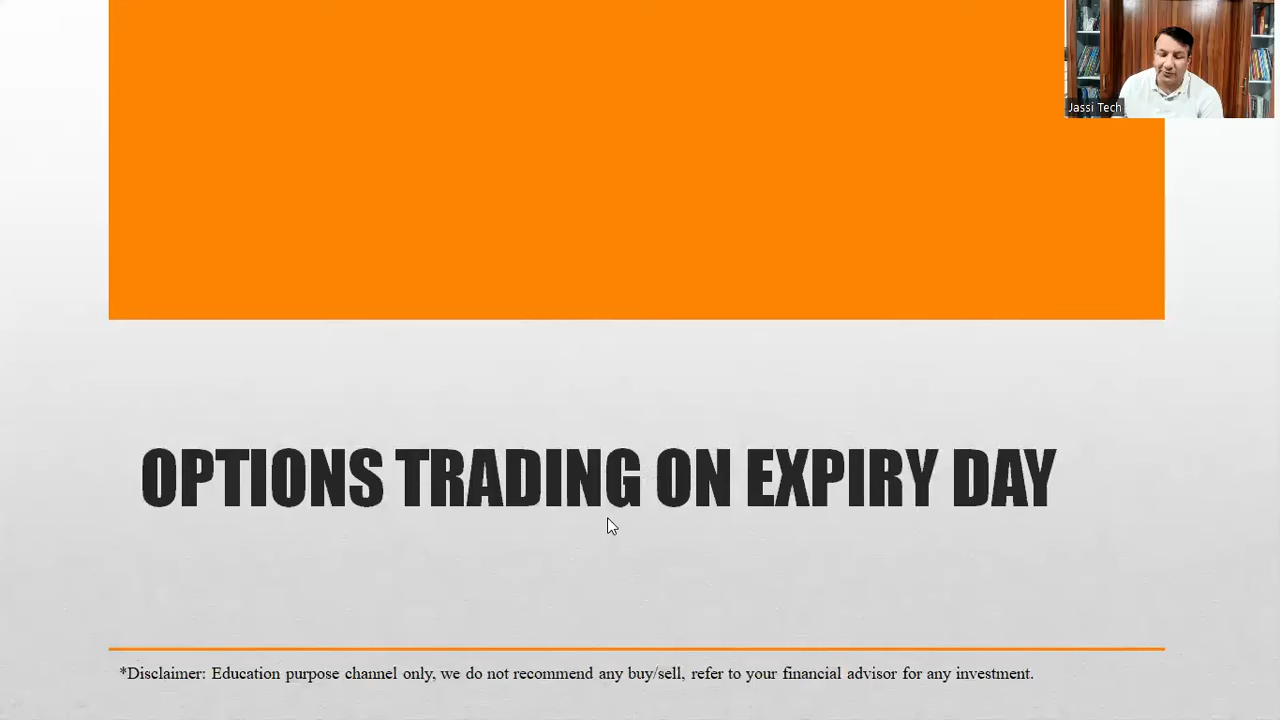 Jassi Tech
OPTIONS TRADING ON EXPIRY DAY
*Disclaimer: Education purpose channel only, we do not recommend any buy/sell, refer to your financial advisor for any investment.